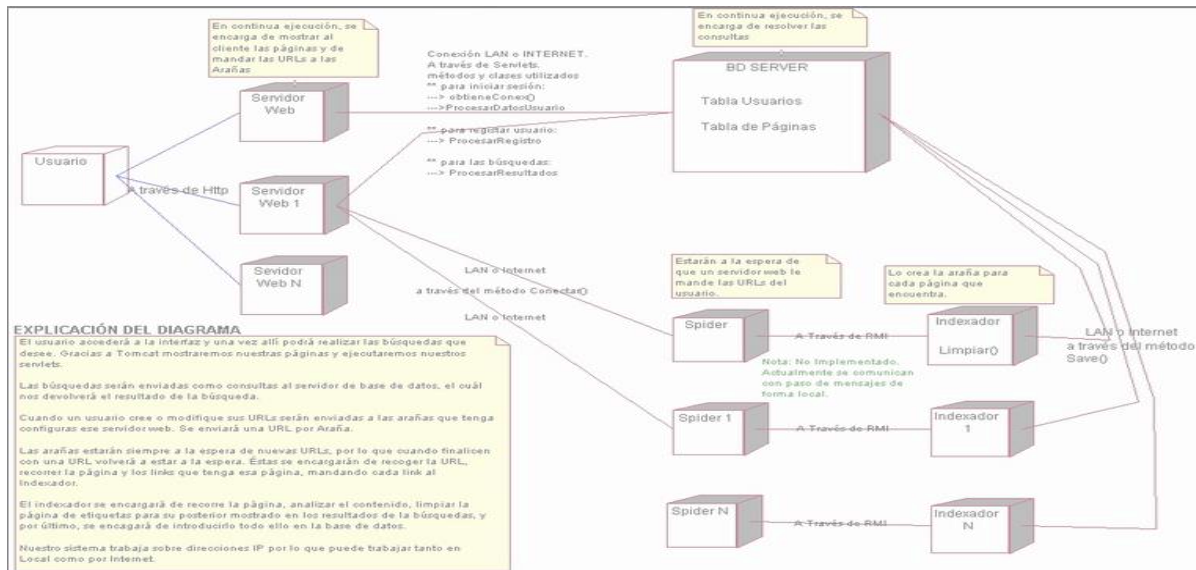 En continua ejecución, se
encarga de mostrar al
cliente las páginas y de
mandar las URLs a las
Arañas
En continua ejecución, se
encarga de resolver las
consultas
Conexión LAN o INTERNET.
A través de Servlets.
métodos y clases utilizados
** para iniciar sesión:
---> obtieneConex()
--->ProcesarDatosUsuario
** para registar usuario:
---> ProcesarRegistro
** para las búsquedas:
---> ProcesarResultados
BD SERVER
Tabla Usuarios
Tabla de Páginas
Servidor
Web
Usuario
A través de Http
Servidor
Web 1
Sevidor
Web N
LAN o Internet
a través del método Conectar()
LAN o Internet
Estarán a la espera de
que un servidor web le
mande las URLs del
usuario.
Lo crea la araña para
cada página que
encuentra.
Spider
A Través de RMI
Indexador
Limpiar()
LAN o Internet
a través del método
Save()
Nota: No Implementado.
Actualmente se comunican
con paso de mensajes de
forma local.
Spider 1
A Través de RMI
Indexador
1
Spider N
A Través de RMI
Indexador
N
EXPLICACIÓN DEL DIAGRAMA
El usuario accederá a la interfaz y una vez allí podrá realizar las búsquedas que
desee. Gracias a Tomcat mostraremos nuestras páginas y ejecutaremos nuestros
servlets.
Las búsquedas serán enviadas como consultas al servidor de base de datos, el cuál
nos devolverá el resultado de la búsqueda.
Cuando un usuario cree o modifique sus URLs serán enviadas a las arañas que tenga
configuras ese servidor web. Se enviará una URL por Araña.
Las arañas estarán siempre a la espera de nuevas URLs, por lo que cuando finalicen
con una URL volverá a estar a la espera. Éstas se encargarán de recoger la URL,
recorrer la página y los links que tenga esa página, mandando cada link al
Indexador.
El indexador se encargará de recorre la página, analizar el contenido, limpiar la
página de etiquetas para su posterior mostrado en los resultados de la búsquedas, y
por último, se encagará de introducirlo todo ello en la base de datos.
Nuestro sistema trabaja sobre direcciones IP por lo que puede trabajar tanto en
Local como por Internet.